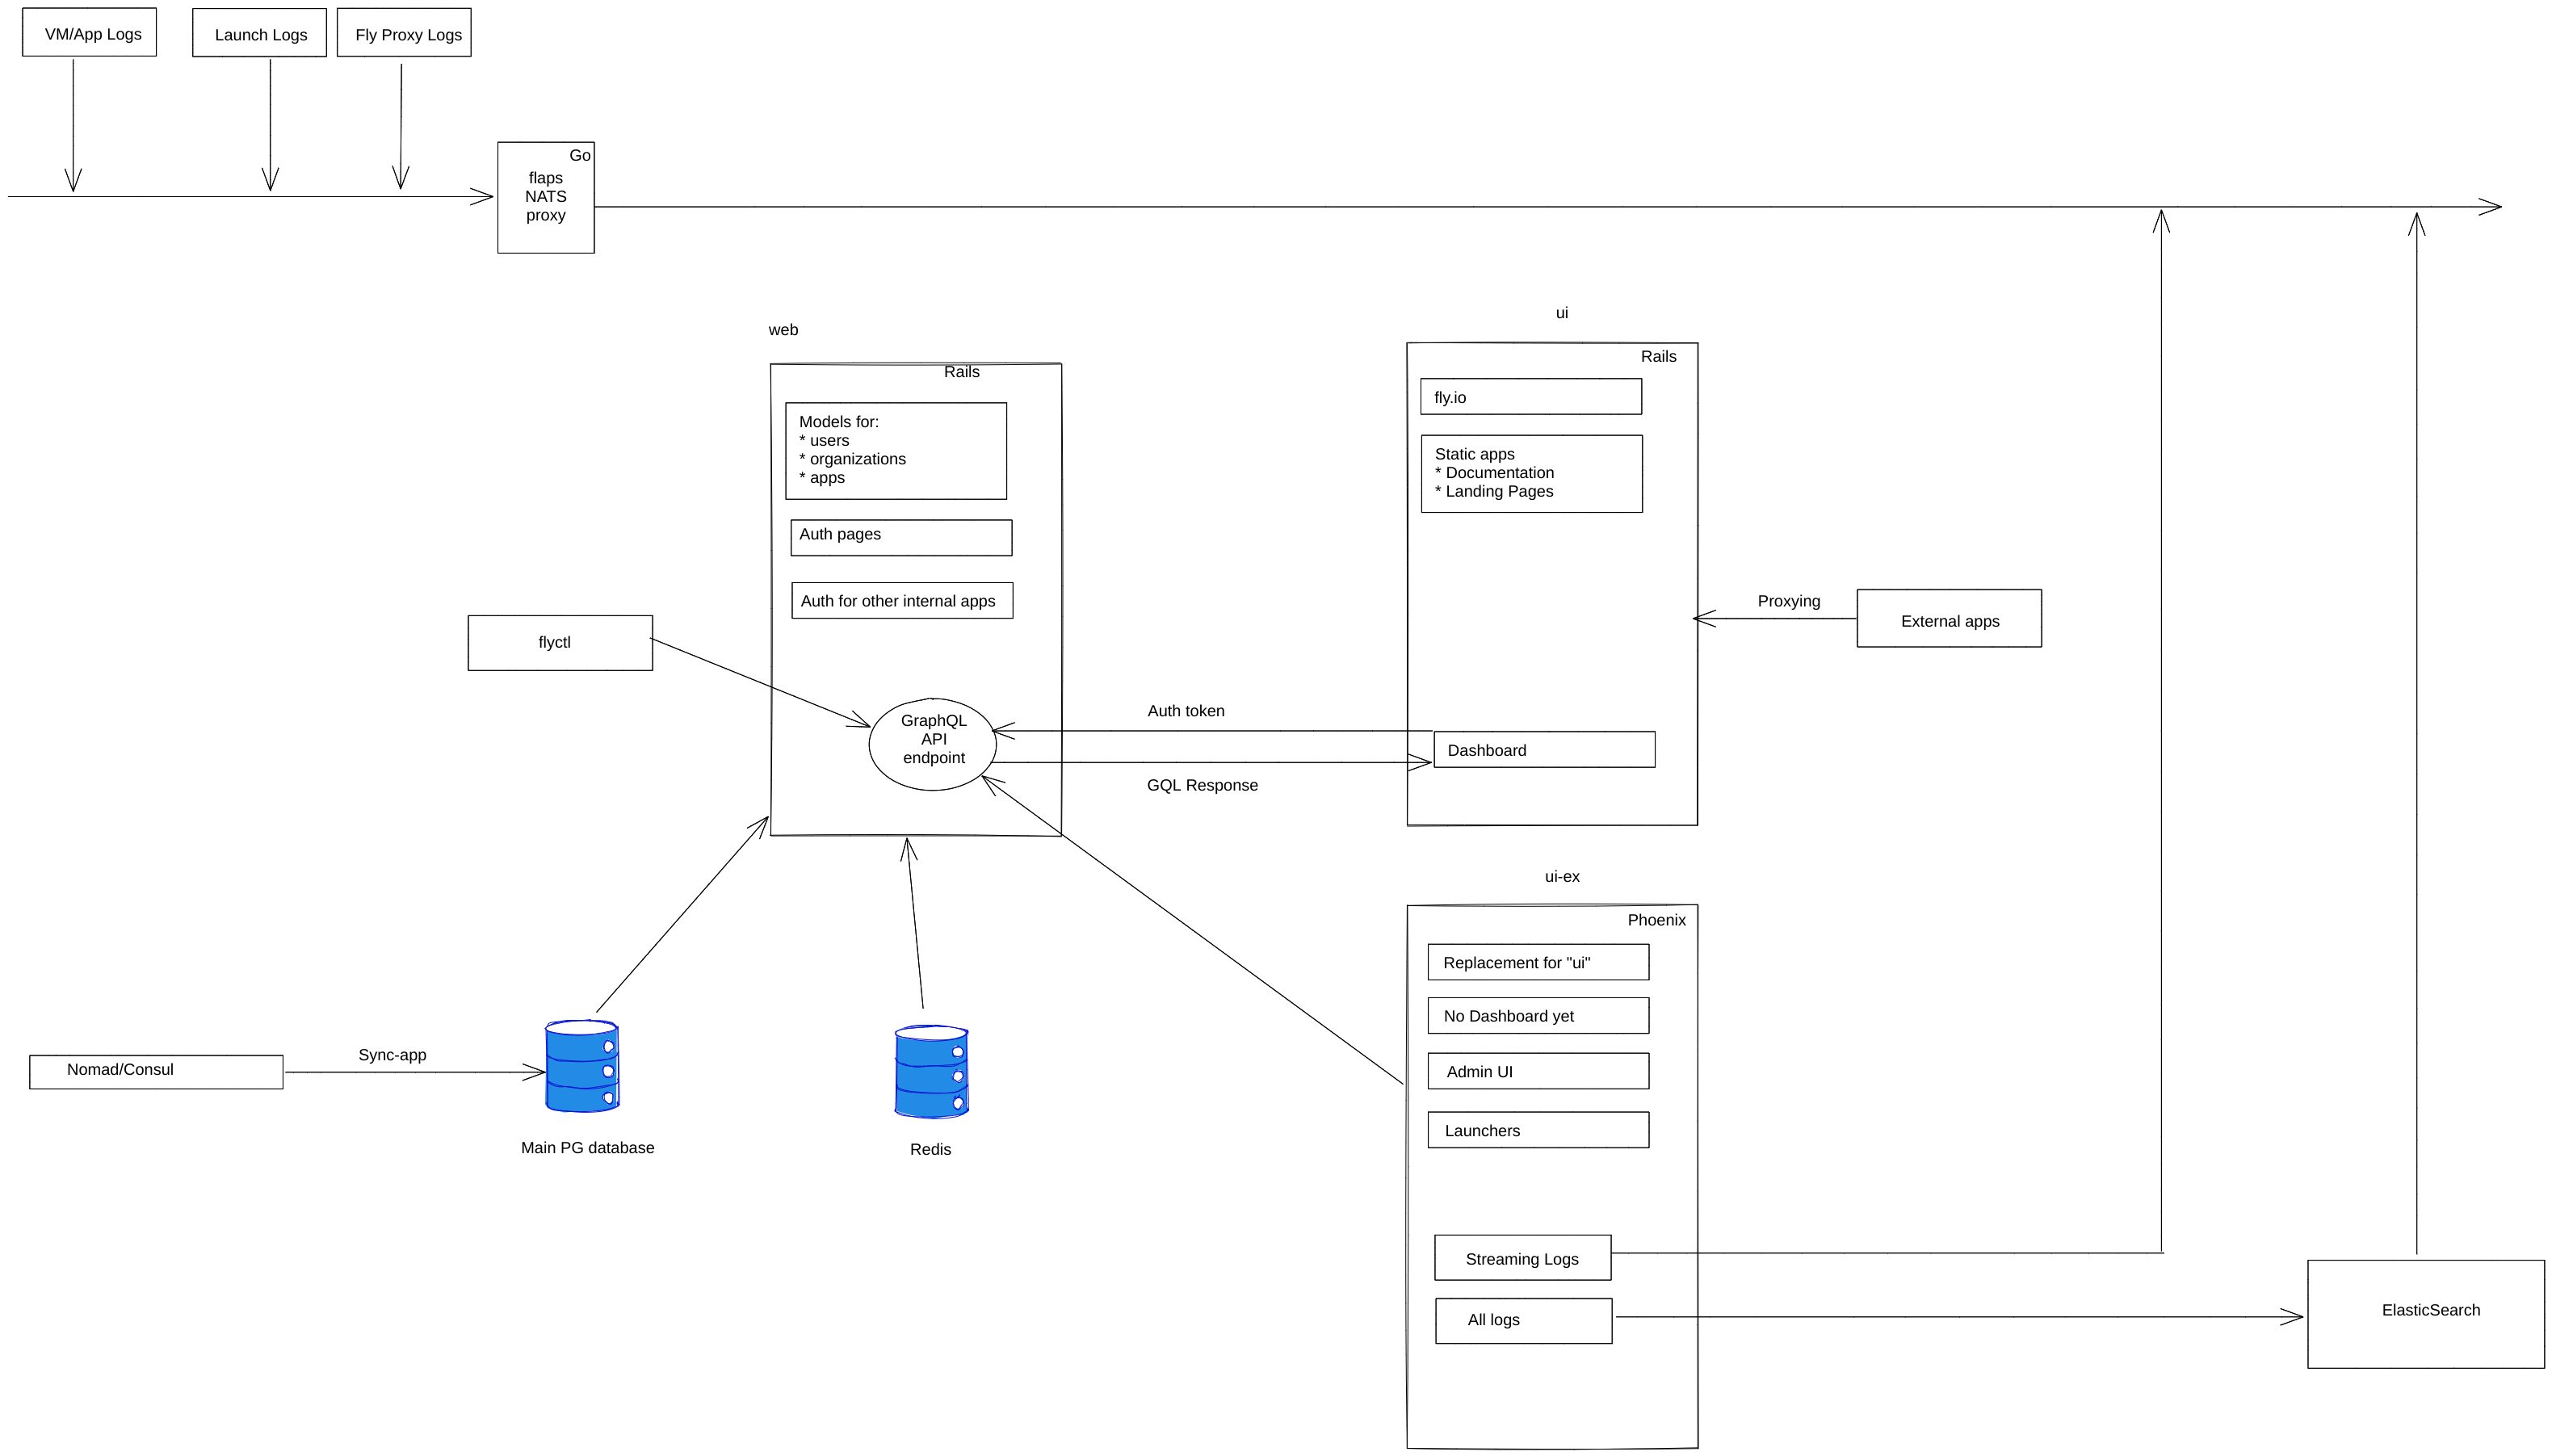 VM/App Logs
Launch Logs
Fly Proxy Logs
Go
flaps
NATS
proxy
web
Rails
Models for:
* users
* organizations
* apps
Auth pages
Auth for other internal apps
flyctl
GraphQL
API
endpoint
Auth token
GQL Response
ui
Rails
fly.io
Static apps
* Documentation
* Landing Pages
Proxying
External apps
Dashboard
ui-ex
Phoenix
Replacement for "ui"
No Dashboard yet
Admin UI
Launchers
Streaming Logs
All logs
ElasticSearch
Nomad/Consul
Sync-app
Main PG database
Redis